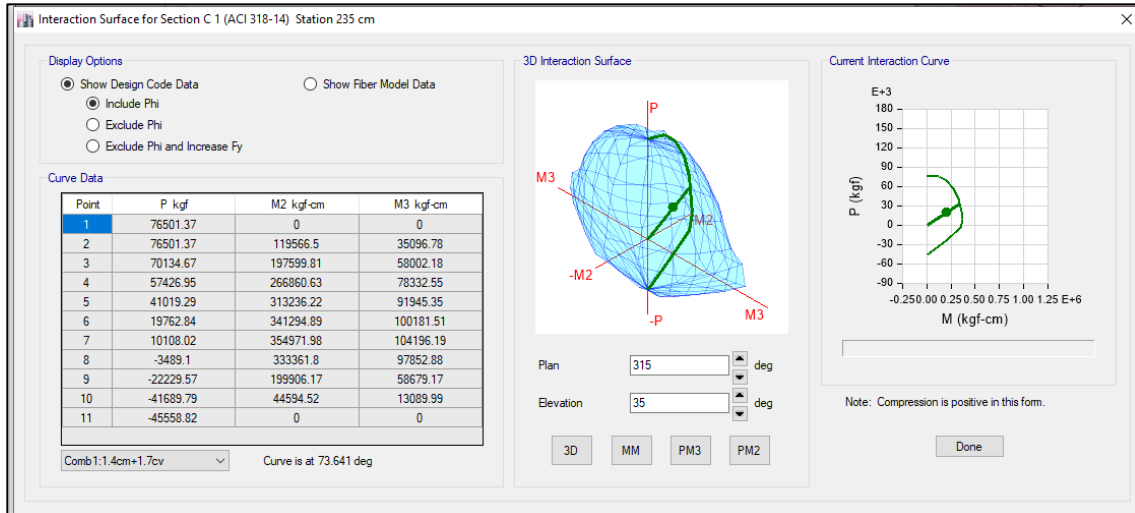 Interaction Surface for Section C 1 (ACI 318-14) Station 235 cm
Display Options
Show Design Code Data
Show Fiber Model Data
Include Phi
Exclude Phi
Exclude Phi and Increase Fy
Curve Data
Point P kgf M2 kgf-cm M3 kgf-cm
1 76501.37 0 0
2 76501.37 119566.5 35096.78
3 70134.67 197599.81 58002.18
4 57426.95 266860.63 78332.55
5 41019.29 313236.22 91945.35
6 19762.84 341294.89 100181.51
7 10108.02 354971.98 104196.19
8 -3489.1 333361.8 97852.88
9 -22229.57 199906.17 58679.17
10 -41689.79 44594.52 13089.99
11 -45558.82 0 0
Comb1:1.4cm+1.7cv
Curve is at 73.641 deg
3D Interaction Surface
P
M3
M2
-M2
M3
-P
Plan 315 deg
Elevation 35 deg
3D MM PM3 PM2
Current Interaction Curve
E+3
180
150
120
90
60
30
0
-30
-60
-90
P (kgf)
-0.250.00 0.25 0.50 0.75 1.00 1.25 E+6
M (kgf-cm)
Note: Compression is positive in this form.
Done